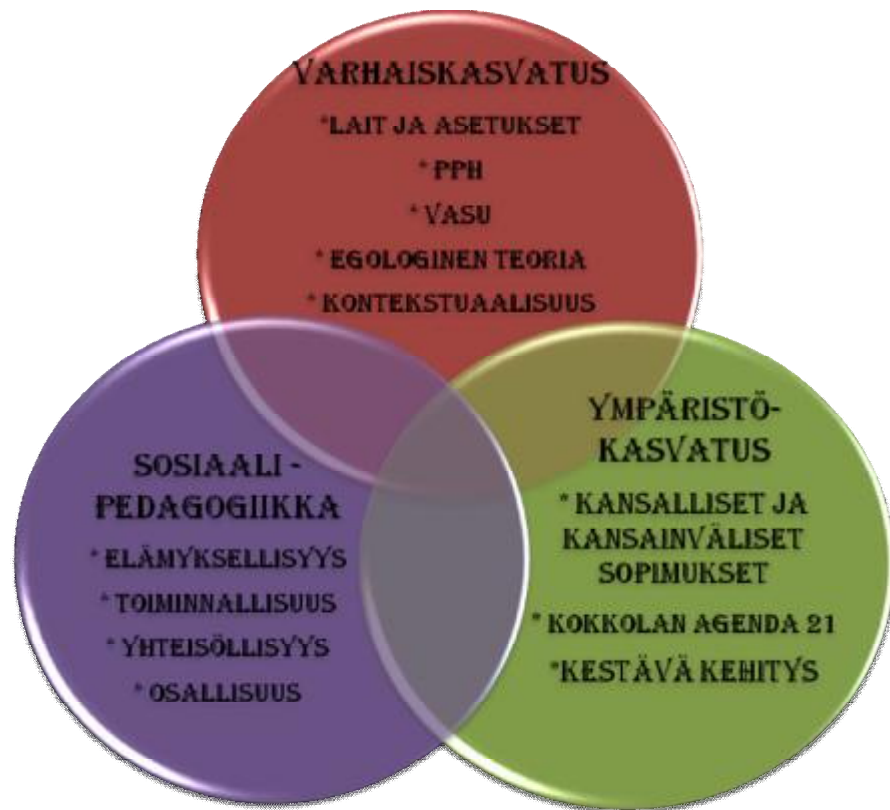 VARHAISKASVATUS
*LAIT JA ASETUKSET
* PPH
* VASU
* EGOLOGINEN TEORIA
* KONTEKSTUAALISUUS
SOSIAALI -
PEDAGOGIIKKA
* ELÄMYKSELLISYYS
* TOIMINNALLISUUS
* YHTEISÖLLISYYS
* OSALLISUUS
YMPÄRISTÖ-
KASVATUS
* KANSALLISET JA
KANSAINVÄLISET
SOPIMUKSET
* KOKKOLAN AGENDA 21
*KESTÄVÄ KEHITYS